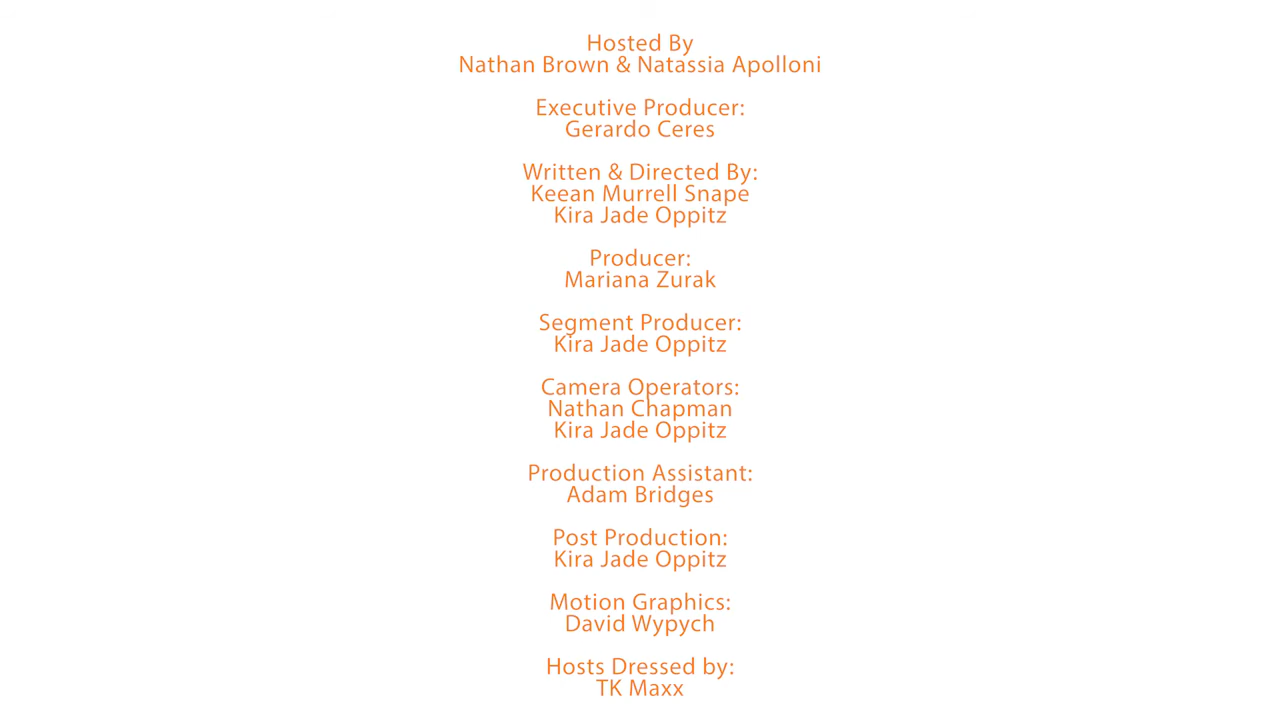 Hosted By
Nathan Brown & Natassia Apolloni
Executive Producer:
Gerardo Ceres
Written & Directed By:
Keean Murrell Snape
Kira Jade Oppitz
Producer:
Mariana Zurak
Segment Producer:
Kira Jade Oppitz
Camera Operators:
Nathan Chapman
Kira Jade Oppitz
Production Assistant:
Adam Bridges
Post Production:
Kira Jade Oppitz
Motion Graphics:
David Wypych
Hosts Dressed by:
TK Maxx